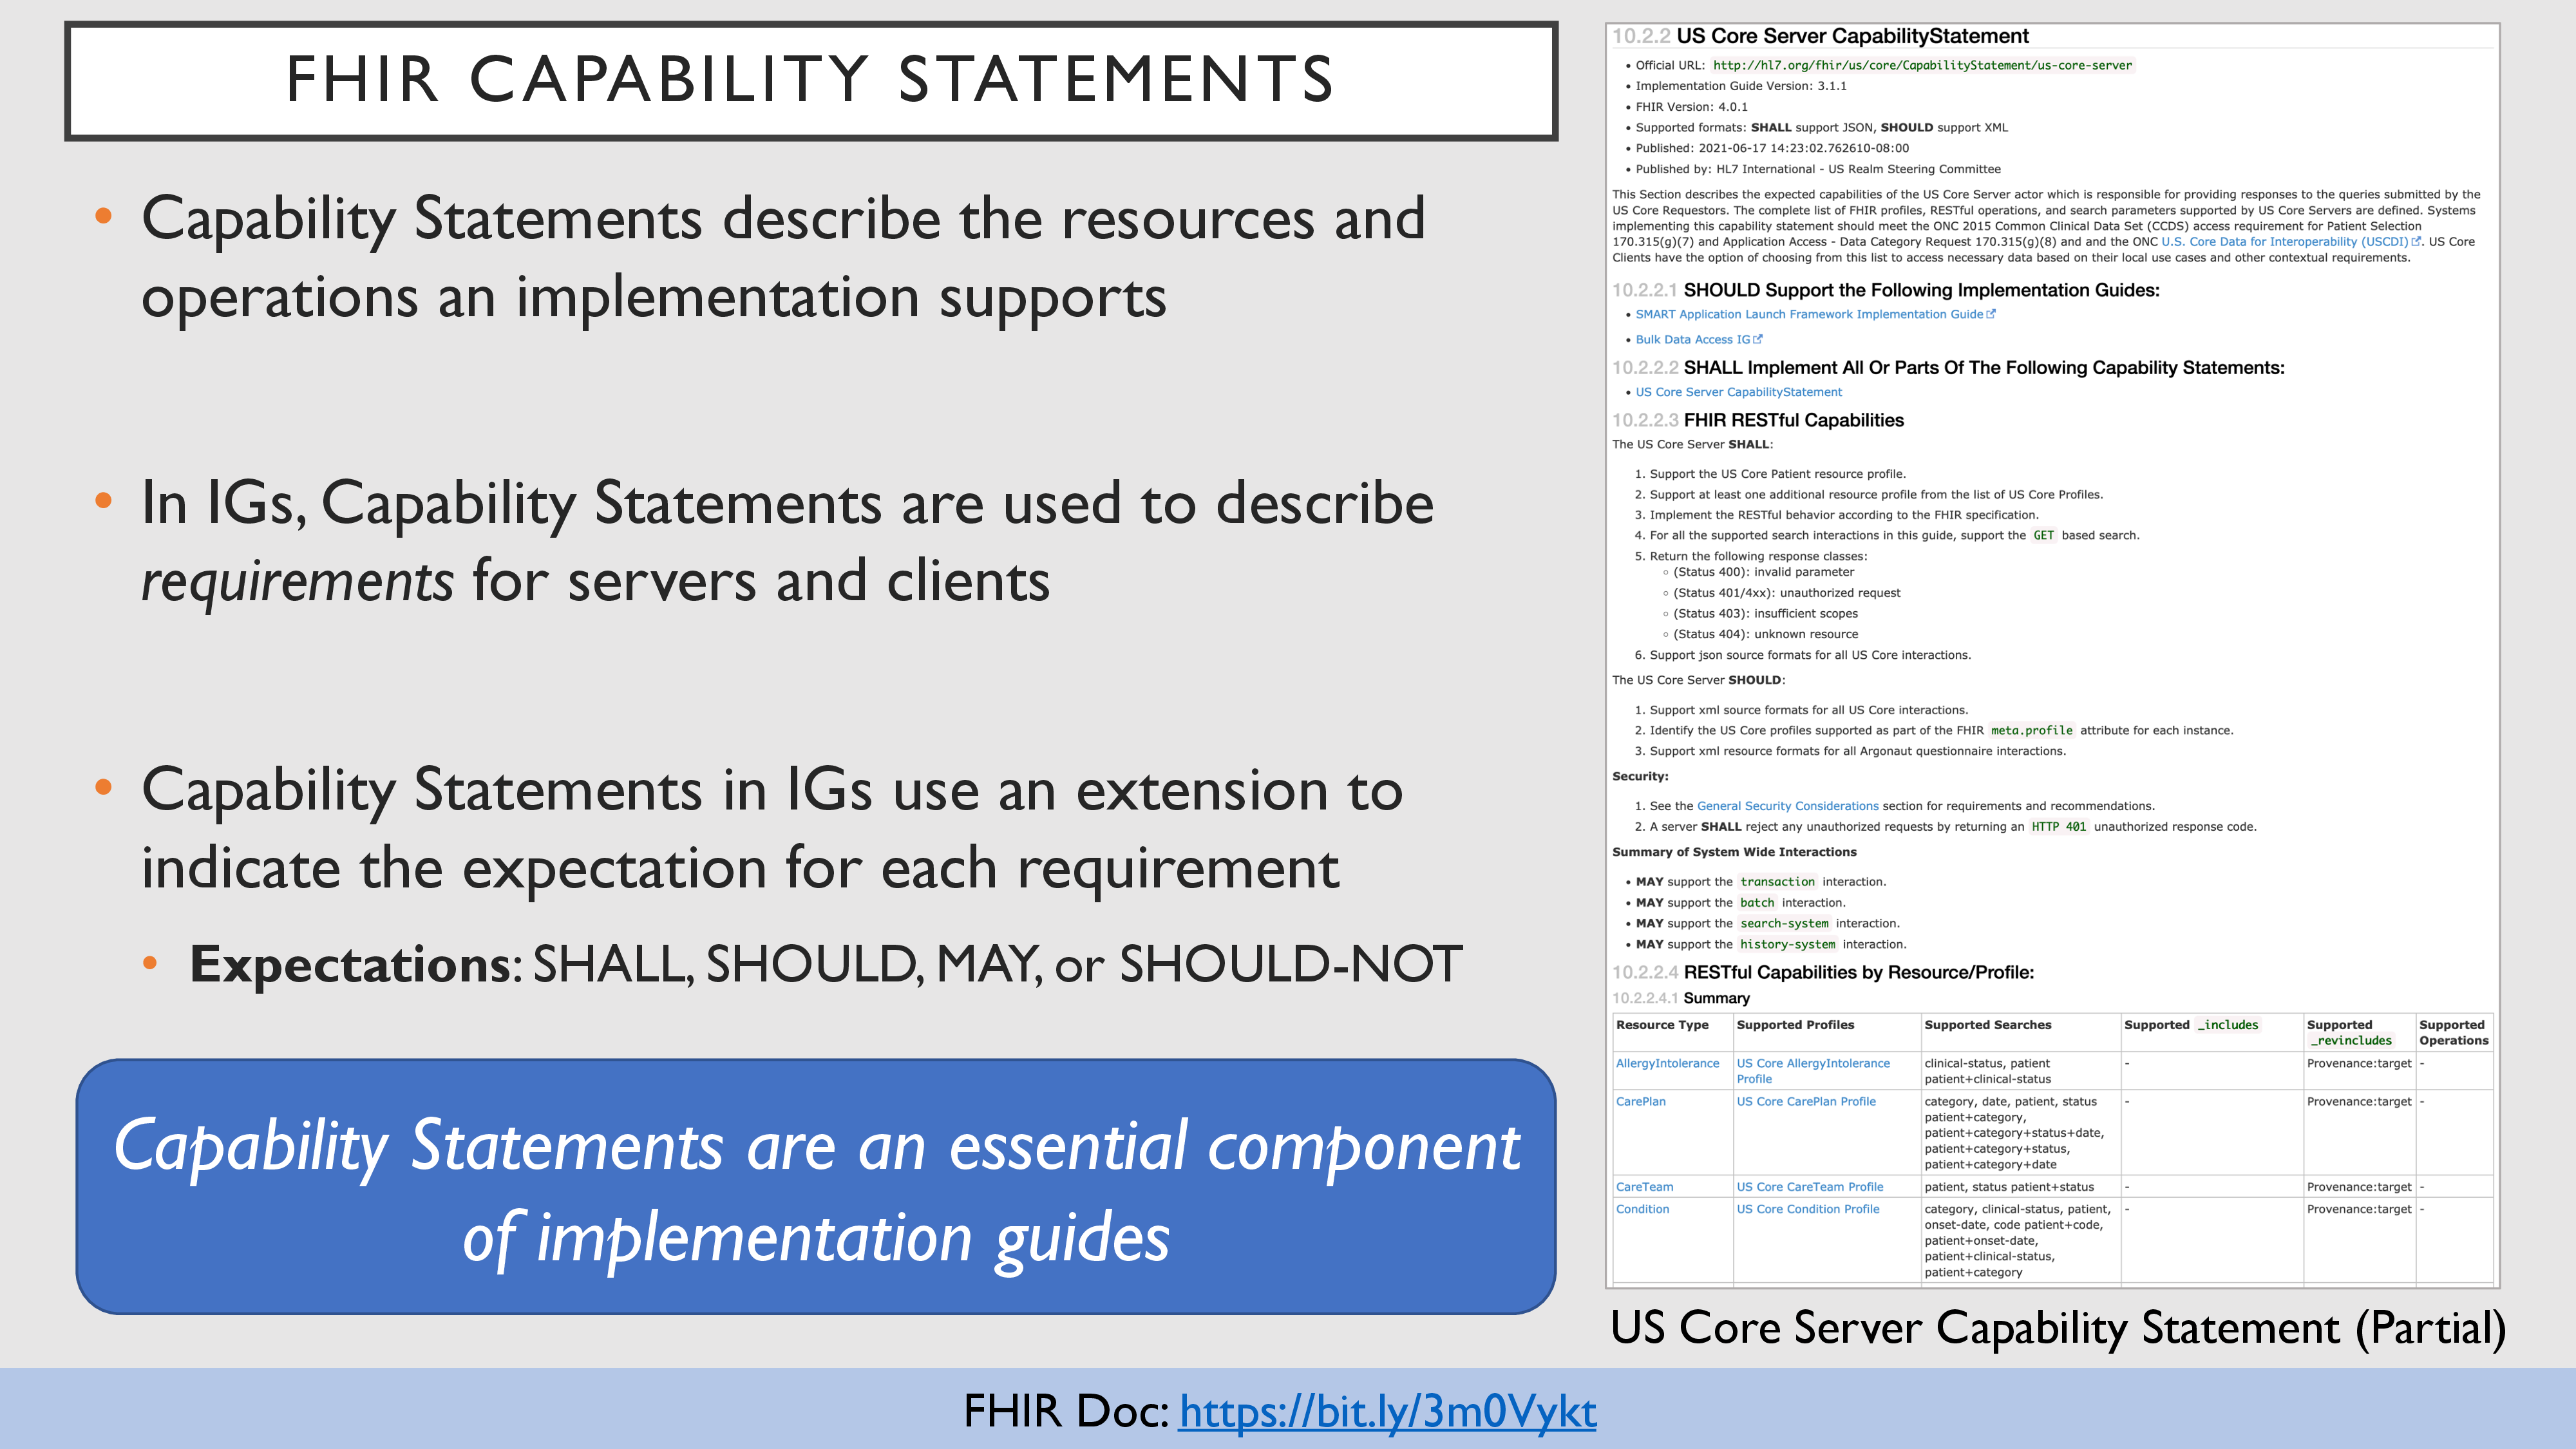 FHIR CAPABILITY STATEMENTS
• Capability Statements describe the resources and
operations an implementation supports
• In IGs, Capability Statements are used to describe
requirements for servers and clients
• Capability Statements in IGs use an extension to
indicate the expectation for each requirement
• Expectations: SHALL, SHOULD, MAY, or SHOULD-NOT
Capability Statements are an essential component
of implementation guides
10.2.2 US Core Server CapabilityStatement
• Official URL: http://hl7.org/fhir/us/core/CapabilityStatement/us-core-server
• Implementation Guide Version: 3.1.1
• FHIR Version: 4.0.1
• Supported formats: SHALL support JSON, SHOULD support XML
• Published: 2021-06-17 14:23:02.762610-08:00
• Published by: HL7 International - US Realm Steering Committee
This Section describes the expected capabilities of the US Core Server actor which is responsible for providing responses to the queries submitted by the
US Core Requestors. The complete list of FHIR profiles, RESTful operations, and search parameters supported by US Core Servers are defined. Systems
implementing this capability statement should meet the ONC 2015 Common Clinical Data Set (CCDS) access requirement for Patient Selection
170.315(g)(7) and Application Access - Data Category Request 170.315(g)(8) and and the ONC U.S. Core Data for Interoperability (USCDI). US Core
Clients have the option of choosing from this list to access necessary data based on their local use cases and other contextual requirements.
10.2.2.1 SHOULD Support the Following Implementation Guides:
• SMART Application Launch Framework Implementation Guide
• Bulk Data Access IG
10.2.2.2 SHALL Implement All Or Parts Of The Following Capability Statements:
• US Core Server CapabilityStatement
10.2.2.3 FHIR RESTful Capabilities
The US Core Server SHALL:
1. Support the US Core Patient resource profile.
2. Support at least one additional resource profile from the list of US Core Profiles.
3. Implement the RESTful behavior according to the FHIR specification.
4. For all the supported search interactions in this guide, support the GET based search.
5. Return the following response classes:
◦ (Status 400): invalid parameter
◦ (Status 401/4xx): unauthorized request
◦ (Status 403): insufficient scopes
◦ (Status 404): unknown resource
6. Support json source formats for all US Core interactions.
The US Core Server SHOULD:
1. Support xml source formats for all US Core interactions.
2. Identify the US Core profiles supported as part of the FHIR meta.profile attribute for each instance.
3. Support xml resource formats for all Argonaut questionnaire interactions.
Security:
1. See the General Security Considerations section for requirements and recommendations.
2. A server SHALL reject any unauthorized requests by returning an HTTP 401 unauthorized response code.
Summary of System Wide Interactions
• MAY support the transaction interaction.
• MAY support the batch interaction.
• MAY support the search-system interaction.
• MAY support the history-system interaction.
10.2.2.4 RESTful Capabilities by Resource/Profile:
10.2.2.4.1 Summary
Resource Type Supported Profiles Supported Searches Supported _includes Supported Supported
_revincludes Operations
AllergyIntolerance US Core AllergyIntolerance clinical-status, patient - Provenance:target -
Profile patient+clinical-status
CarePlan US Core CarePlan Profile category, date, patient, status - Provenance:target -
patient+category,
patient+category+status+date,
patient+category+status,
patient+category+date
CareTeam US Core CareTeam Profile patient, status patient+status - Provenance:target -
Condition US Core Condition Profile category, clinical-status, patient, - Provenance:target -
onset-date, code patient+code,
patient+onset-date,
patient+clinical-status,
patient+category
US Core Server Capability Statement (Partial)
FHIR Doc: https://bit.ly/3m0Vykt